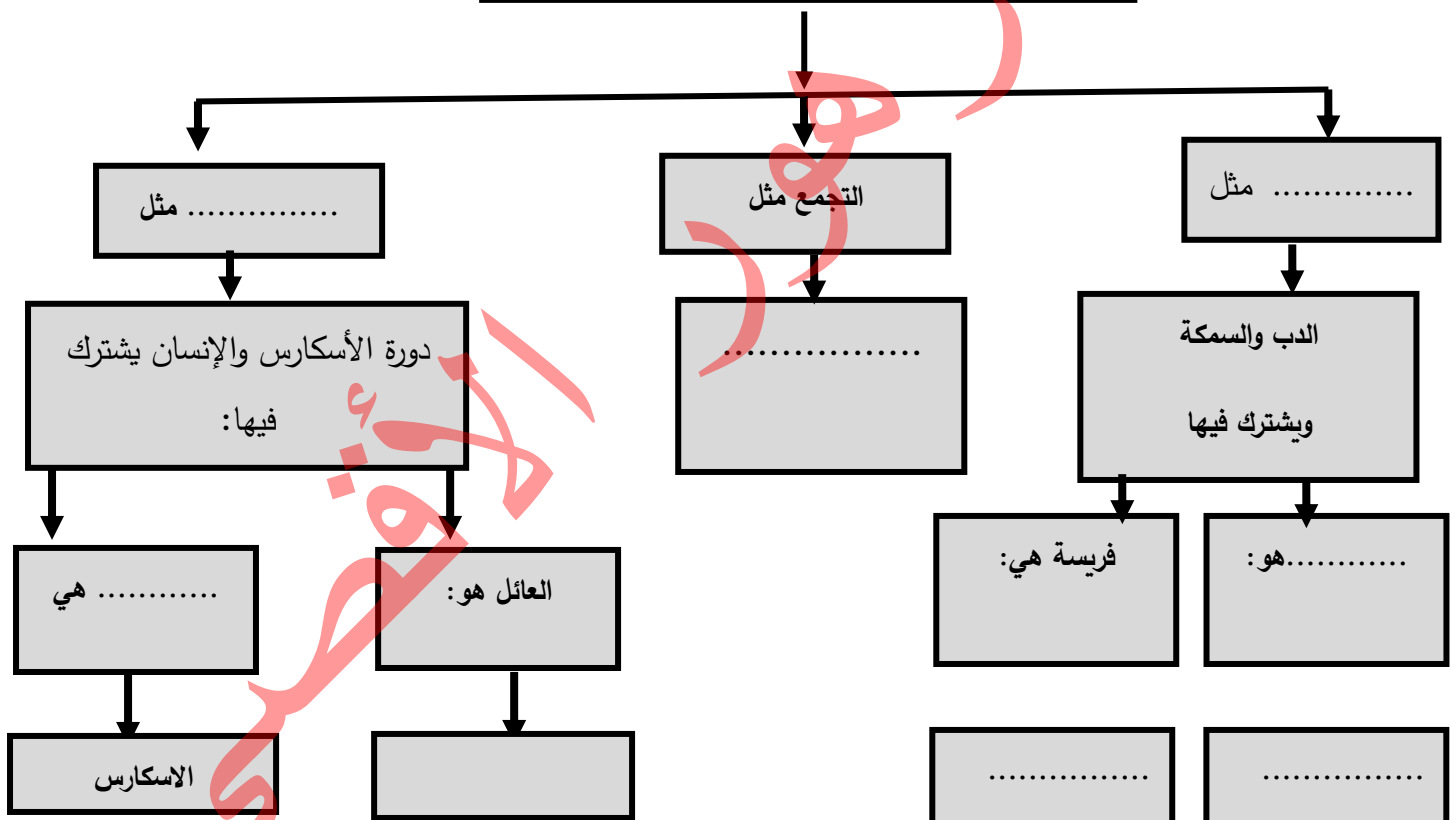 .............. مثل
التجمع مثل
............... مثل
الدب والسمكة
ويشترك فيها
.................
دورة الأسكارس والإنسان يشترك
فيها:
............هو:
فريسة هي:
العائل هو:
............ هي
................
................
الاسكارس